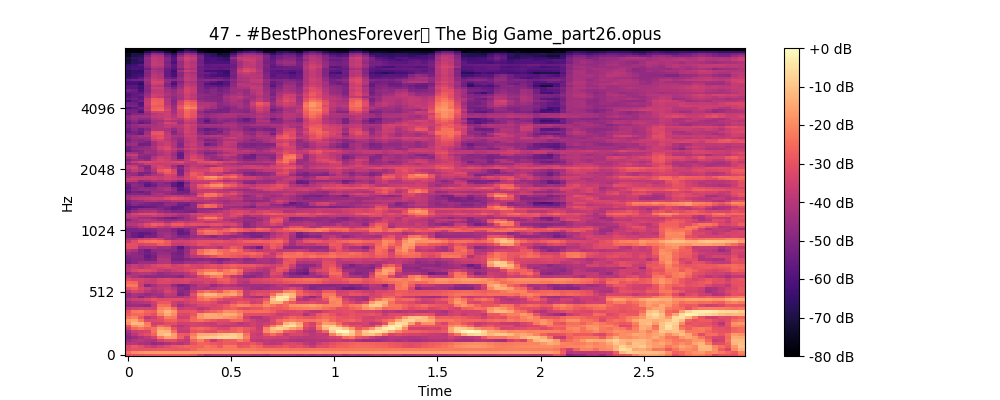 47 - #BestPhonesForever▯ The Big Game_part26.opus
Hz
4096
2048
1024
512
0
0
0.5
1
1.5
2
2.5
Time
+0 dB
-10 dB
-20 dB
-30 dB
-40 dB
-50 dB
-60 dB
-70 dB
-80 dB